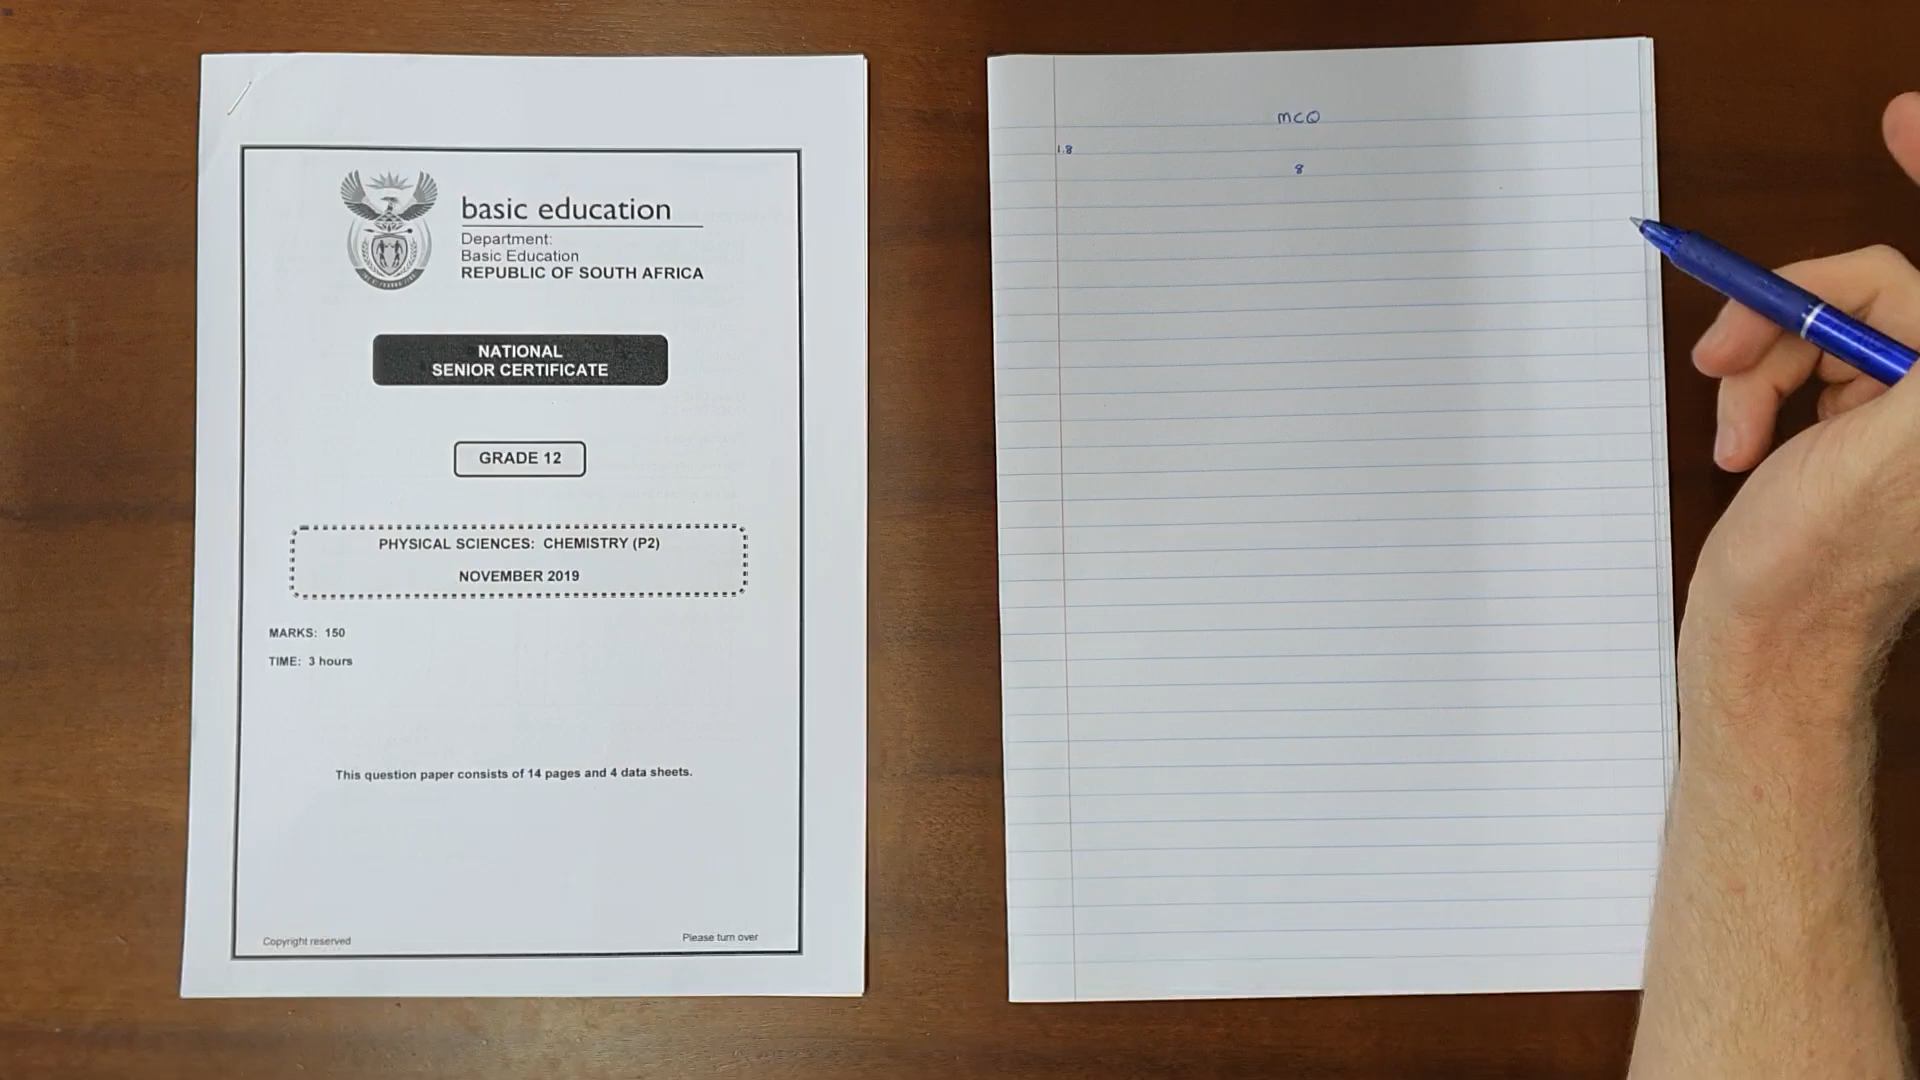 basic education
Department:
Basic Education
REPUBLIC OF SOUTH AFRICA
NATIONAL
SENIOR CERTIFICATE
GRADE 12
PHYSICAL SCIENCES: CHEMISTRY (P2)
NOVEMBER 2019
MARKS: 150
TIME: 3 hours
This question paper consists of 14 pages and 4 data sheets.
Copyright reserved
Please turn over
MCQ
1.8
8